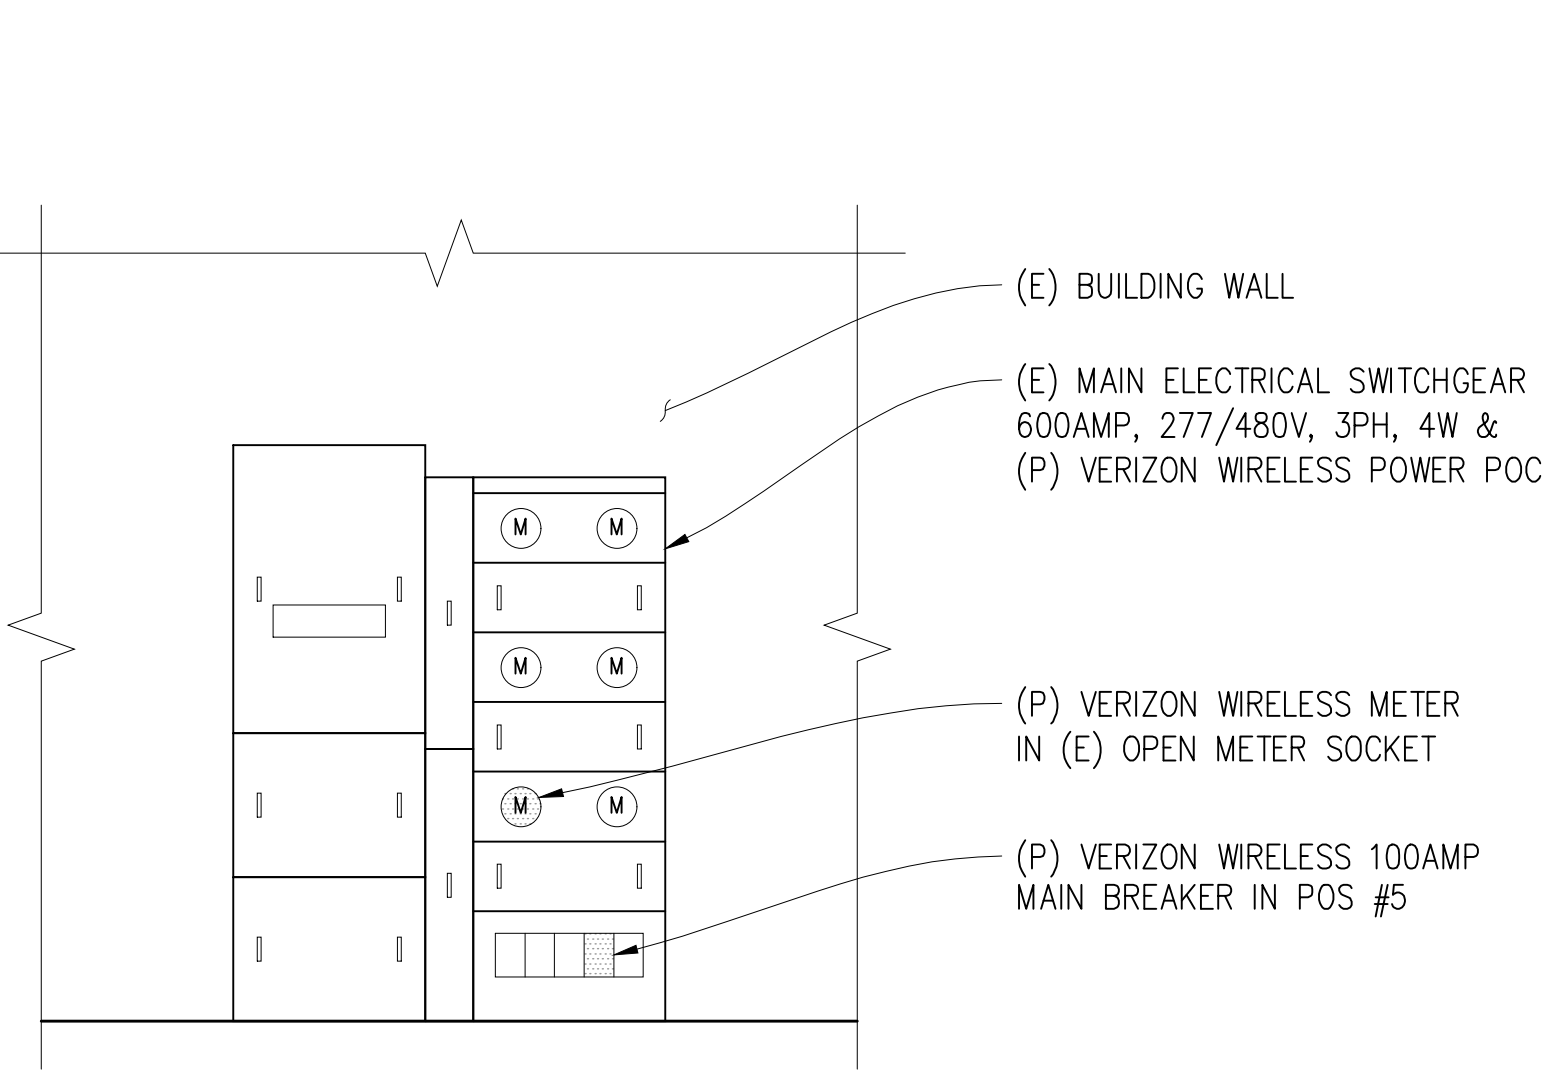 (E) BUILDING WALL
(E) MAIN ELECTRICAL SWITCHGEAR
600AMP, 277/480V, 3PH, 4W &
(P) VERIZON WIRELESS POWER POC
M M
M M
(P) VERIZON WIRELESS METER
IN (E) OPEN METER SOCKET
M M
(P) VERIZON WIRELESS 100AMP
MAIN BREAKER IN POS #5